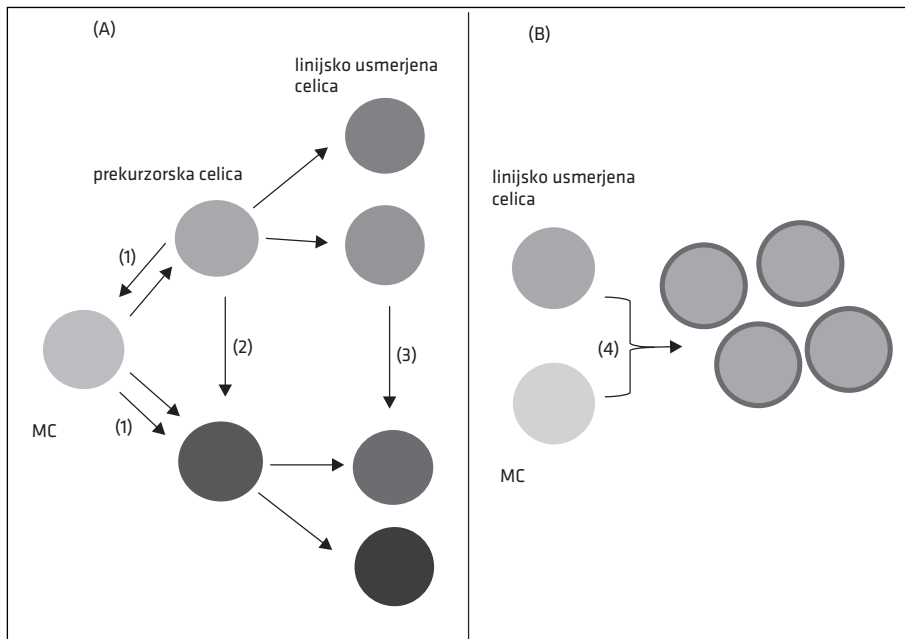 (A)
linijsko usmerjena
celica
prekurzorska celica
(1)
(2)
(3)
(1)
MC
(B)
linijsko usmerjena
celica
(4)
MC